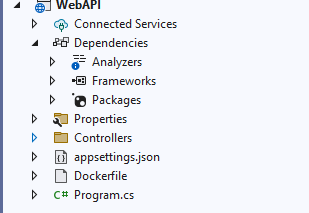 WebAPI
Connected Services
Dependencies
Analyzers
Frameworks
Packages
Properties
Controllers
appsettings.json
Dockerfile
C# Program.cs